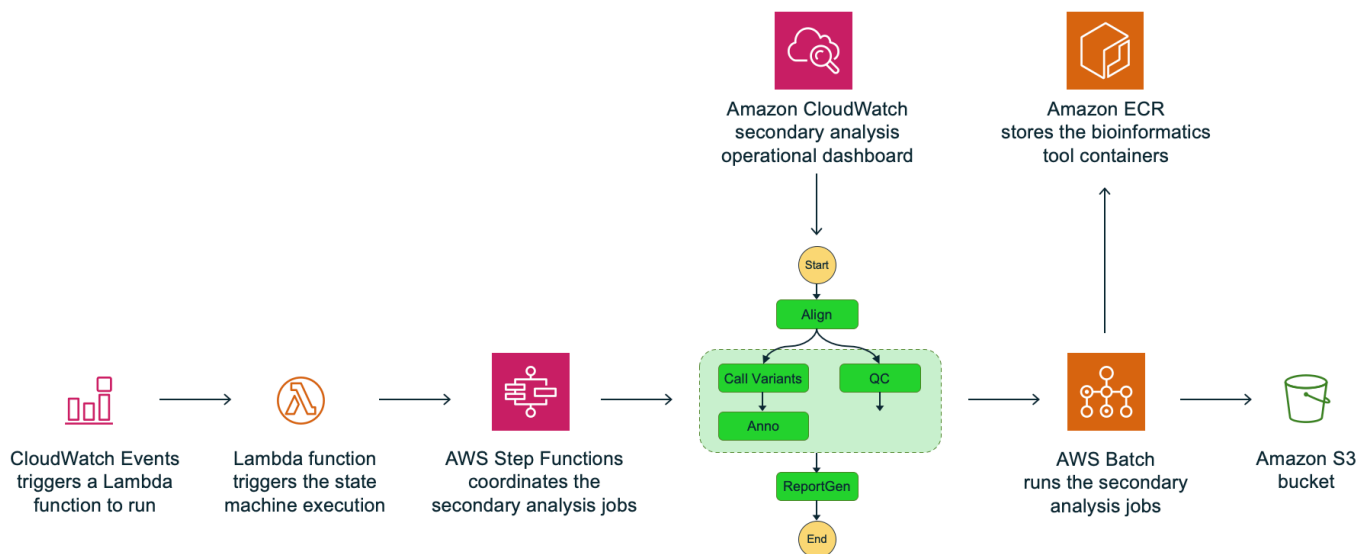 Amazon CloudWatch
secondary analysis
operational dashboard
Amazon ECR
stores the bioinformatics
tool containers
Start
Align
Call Variants
QC
Anno
CloudWatch Events
triggers a Lambda
function to run
Lambda function
triggers the state
machine execution
AWS Step Functions
coordinates the
secondary analysis jobs
ReportGen
End
AWS Batch
runs the secondary
analysis jobs
Amazon S3
bucket